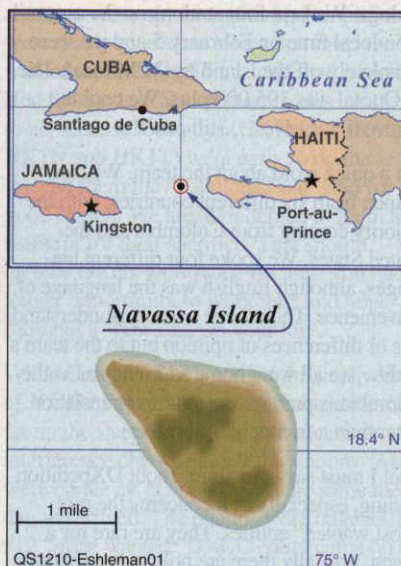 CUBA
Caribbean Sea
Santiago de Cuba
HAITI
JAMAICA
Kingston
Port-au-
Prince
Navassa Island
18.4° N
1 mile
QS1210-Eshleman01
75° W